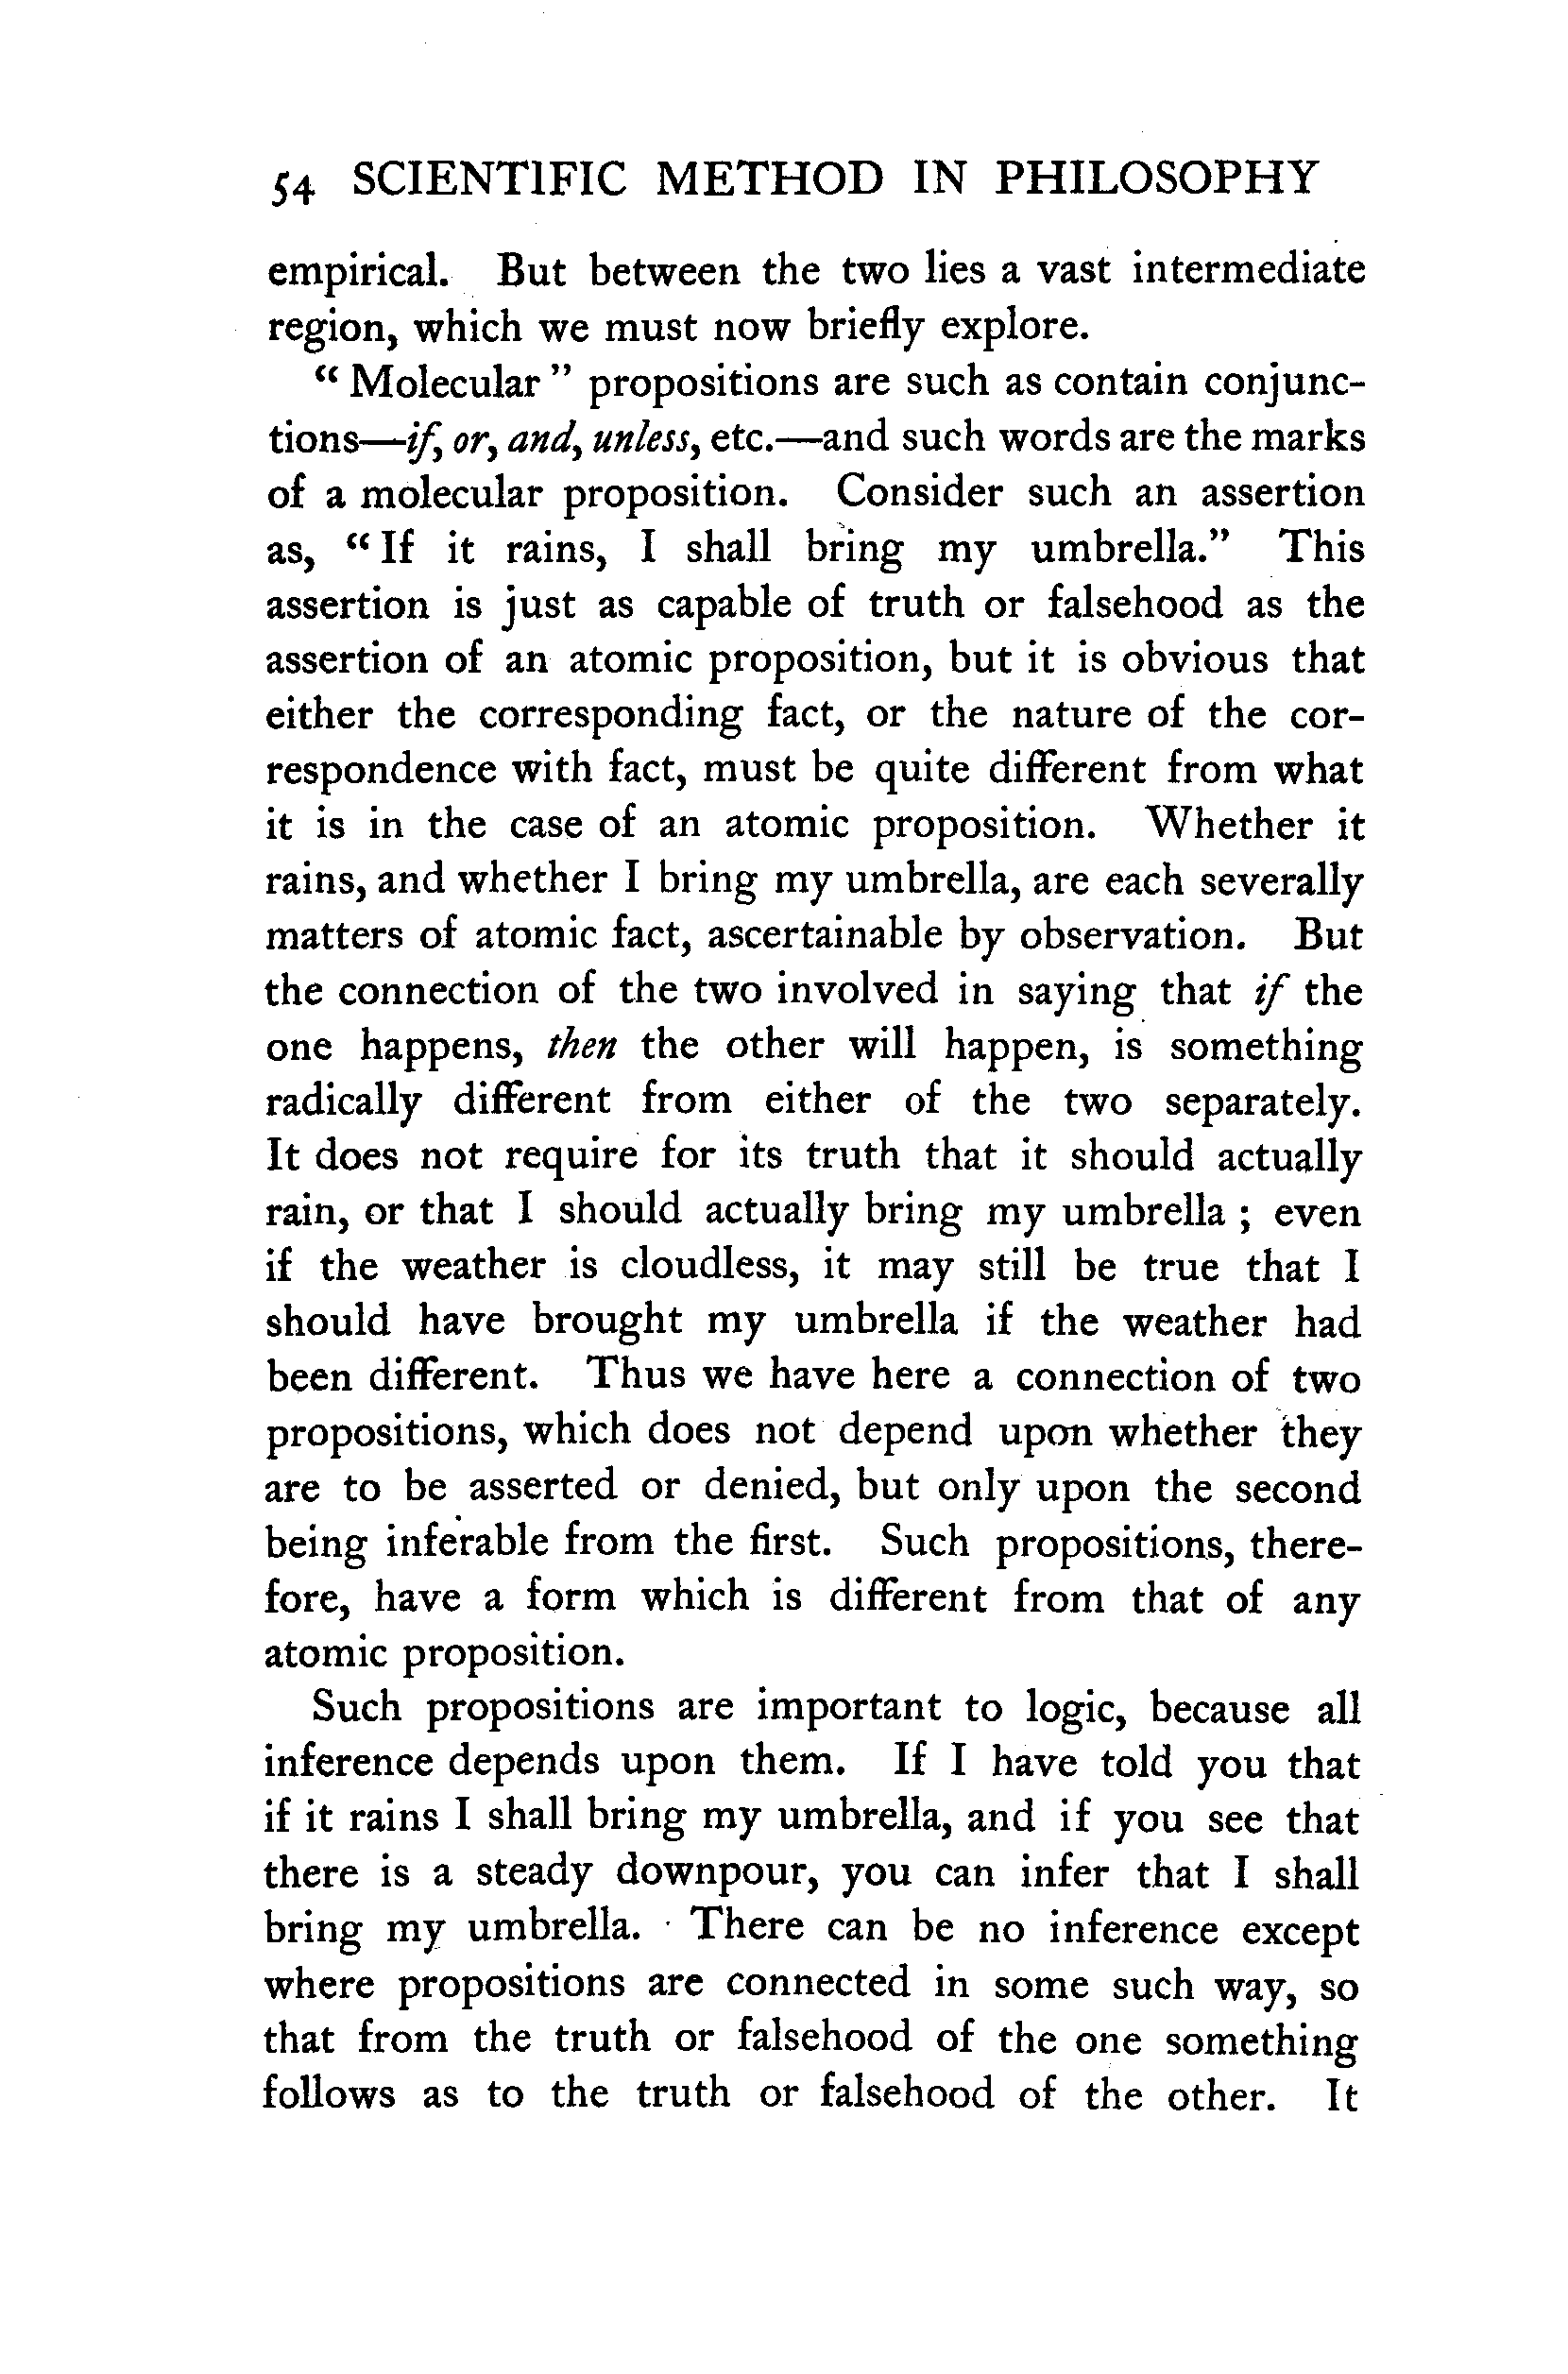 54 SCIENTIFIC METHOD IN PHILOSOPHY
empirical. But between the two lies a vast intermediate
region, which we must now briefly explore.
“ Molecular ” propositions are such as contain conjunc-
tions—if, or, and, unless, etc.—and such words are the marks
of a molecular proposition. Consider such an assertion
as, “ If it rains, I shall bring my umbrella.” This
assertion is just as capable of truth or falsehood as the
assertion of an atomic proposition, but it is obvious that
either the corresponding fact, or the nature of the cor-
respondence with fact, must be quite different from what
it is in the case of an atomic proposition. Whether it
rains, and whether I bring my umbrella, are each severally
matters of atomic fact, ascertainable by observation. But
the connection of the two involved in saying that if the
one happens, then the other will happen, is something
radically different from either of the two separately.
It does not require for its truth that it should actually
rain, or that I should actually bring my umbrella ; even
if the weather is cloudless, it may still be true that I
should have brought my umbrella if the weather had
been different. Thus we have here a connection of two
propositions, which does not depend upon whether they
are to be asserted or denied, but only upon the second
being inferable from the first. Such propositions, there-
fore, have a form which is different from that of any
atomic proposition.
Such propositions are important to logic, because all
inference depends upon them. If I have told you that
if it rains I shall bring my umbrella, and if you see that
there is a steady downpour, you can infer that I shall
bring my umbrella. There can be no inference except
where propositions are connected in some such way, so
that from the truth or falsehood of the one something
follows as to the truth or falsehood of the other. It